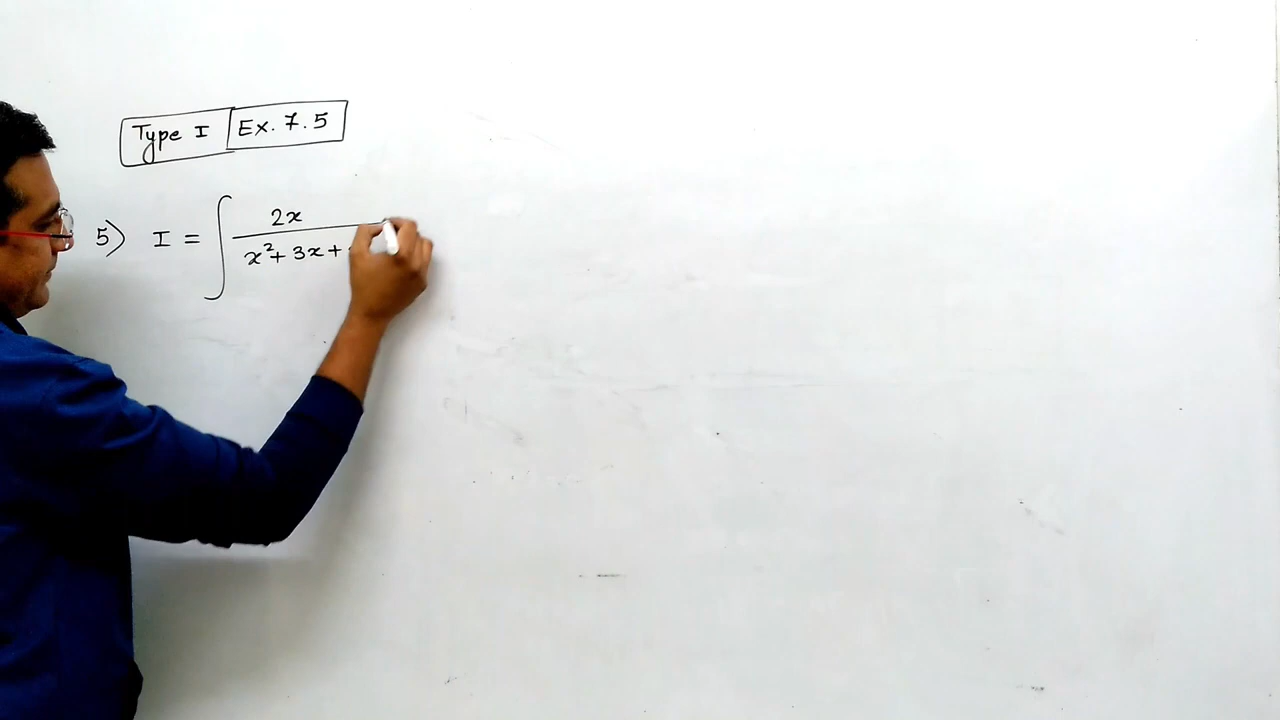 Type I Ex. 7.5
5) I = ∫ 2x / x² + 3x +